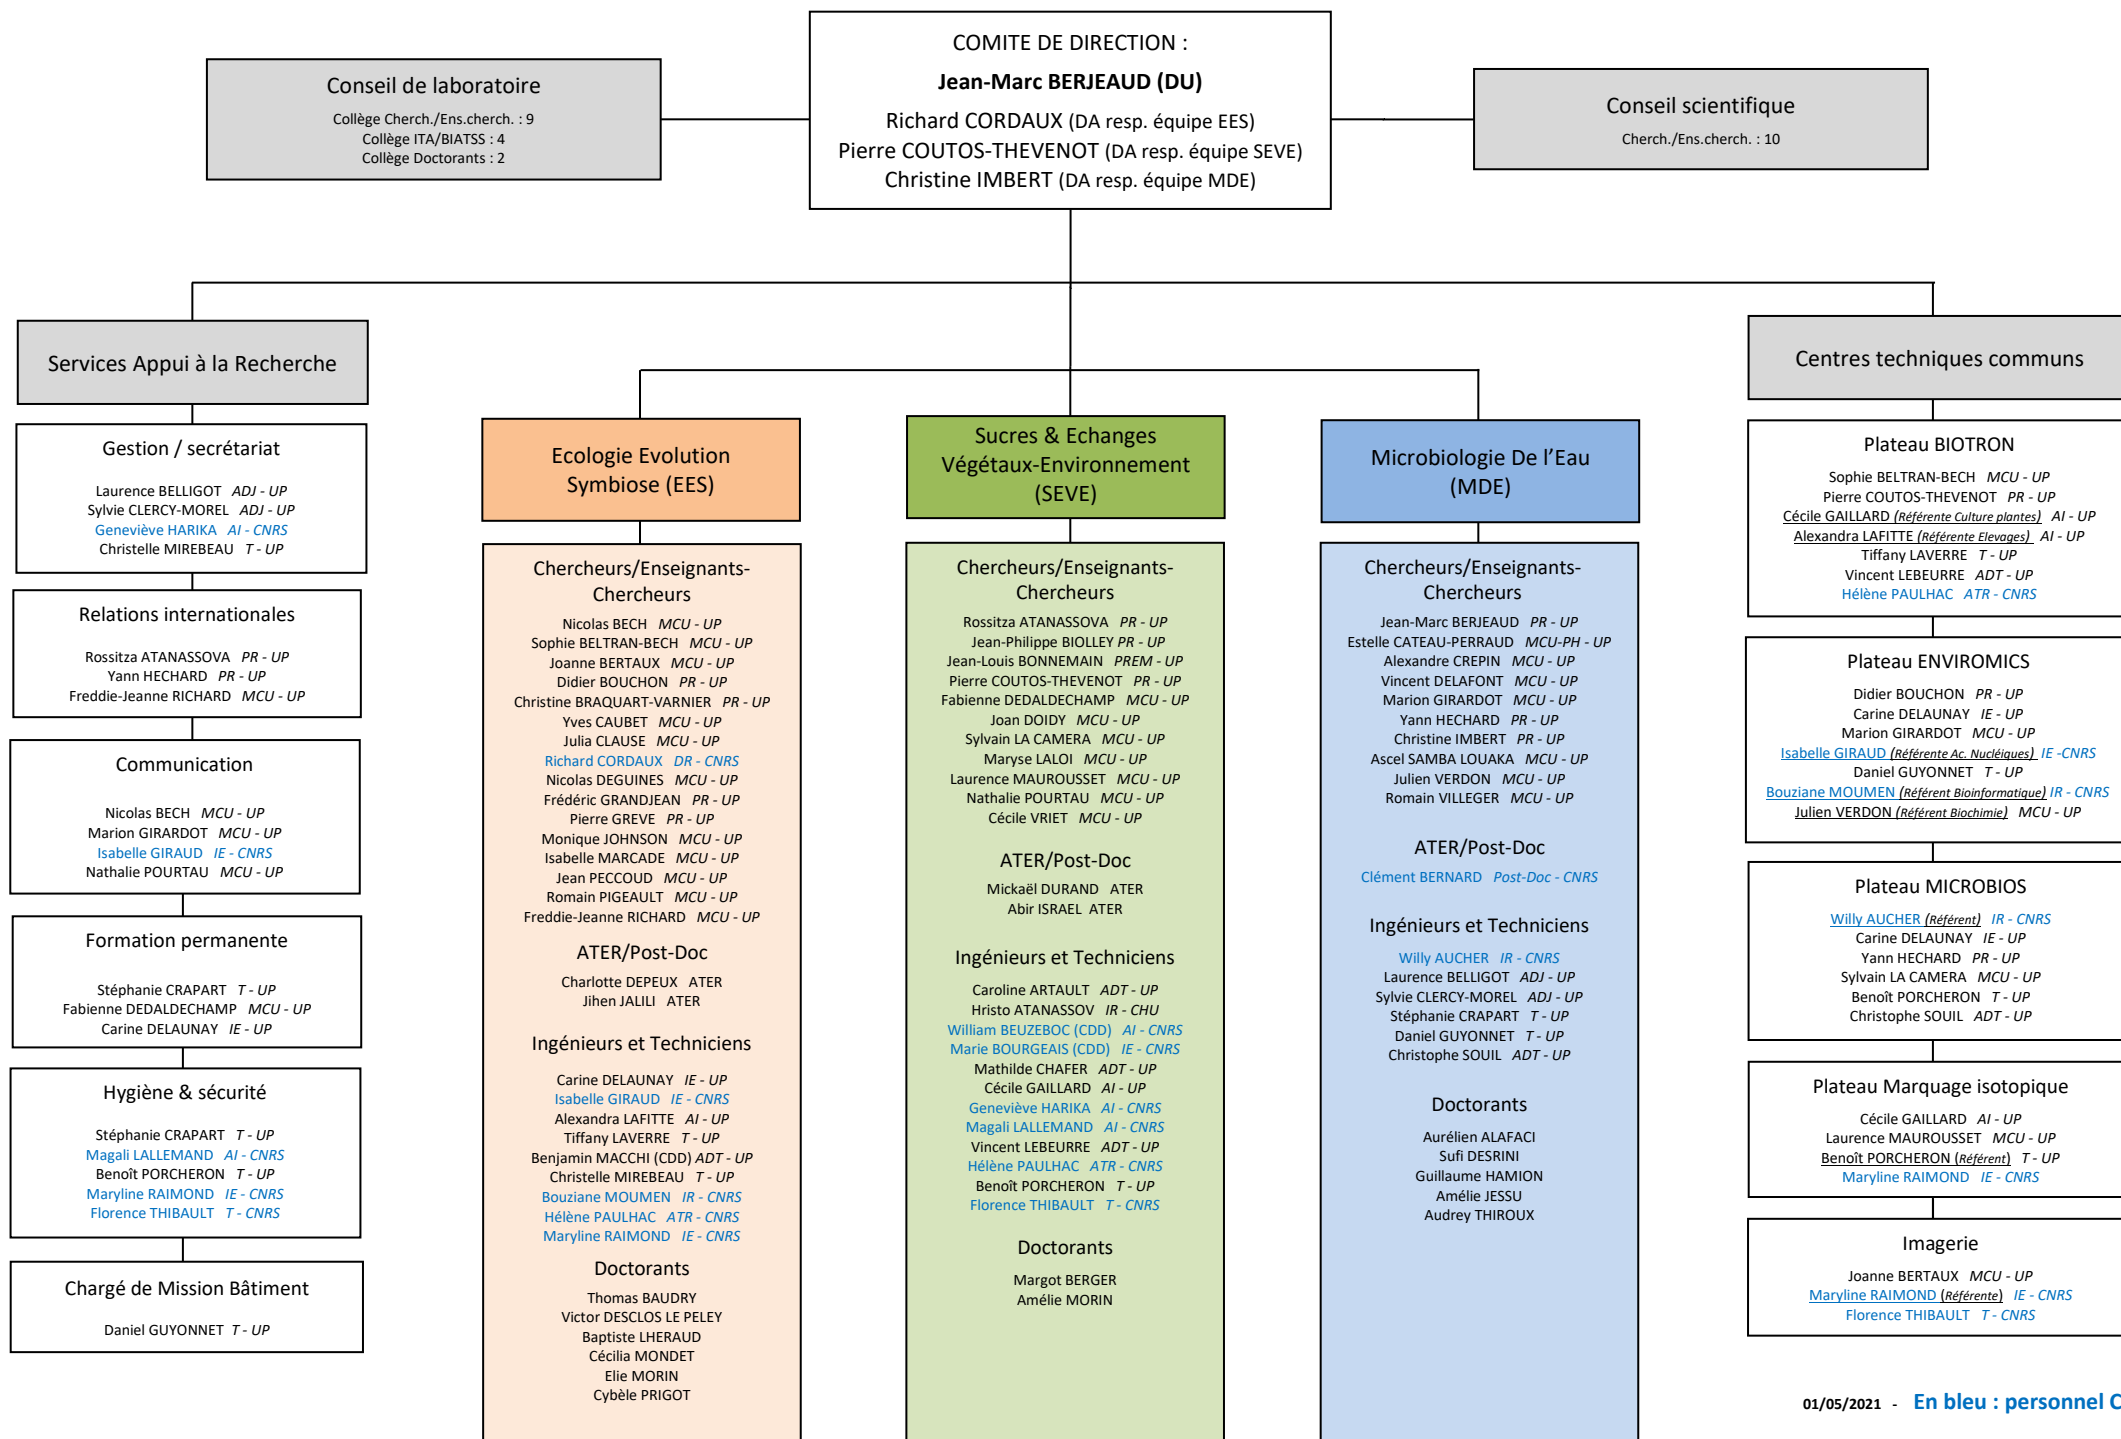 COMITE DE DIRECTION :
Jean-Marc BERJEAUD (DU)
Richard CORDAUX (DA resp. équipe EES)
Pierre COUTOS-THEVENOT (DA resp. équipe SEVE)
Christine IMBERT (DA resp. équipe MDE)
Conseil de laboratoire
Collège Cherch./Ens.cherch. : 9
Collège ITA/BIATSS : 4
Collège Doctorants : 2
Conseil scientifique
Cherch./Ens.cherch. : 10
Services Appui à la Recherche
Gestion / secrétariat
Laurence BELLIGOT ADJ - UP
Sylvie CLERCY-MOREL ADJ - UP
Geneviève HARIKA AI - CNRS
Christelle MIREBEAU T - UP
Relations internationales
Rossitza ATANASSOVA PR - UP
Yann HECHARD PR - UP
Freddie-Jeanne RICHARD MCU - UP
Communication
Nicolas BECH MCU - UP
Marion GIRARDOT MCU - UP
Isabelle GIRAUD IE - CNRS
Nathalie POURTAU MCU - UP
Formation permanente
Stéphanie CRAPART T - UP
Fabienne DEDALDECHAMP MCU - UP
Carine DELAUNAY IE - UP
Hygiène & sécurité
Stéphanie CRAPART T - UP
Magali LALLEMAND AI - CNRS
Benoît PORCHERON T - UP
Maryline RAIMOND IE - CNRS
Florence THIBAULT T - CNRS
Chargé de Mission Bâtiment
Daniel GUYONNET T - UP
Ecologie Evolution
Symbiose (EES)
Chercheurs/Enseignants-
Chercheurs
Nicolas BECH MCU - UP
Sophie BELTRAN-BECH MCU - UP
Joanne BERTAUX MCU - UP
Didier BOUCHON PR - UP
Christine BRAQUART-VARNIER PR - UP
Yves CAUBET MCU - UP
Julia CLAUSE MCU - UP
Richard CORDAUX DR - CNRS
Nicolas DEGUINES MCU - UP
Frédéric GRANDJEAN PR - UP
Pierre GREVE PR - UP
Monique JOHNSON MCU - UP
Isabelle MARCADE MCU - UP
Jean PECCOUD MCU - UP
Romain PIGEAULT MCU - UP
Freddie-Jeanne RICHARD MCU - UP
ATER/Post-Doc
Charlotte DEPEUX ATER
Jihen JALILI ATER
Ingénieurs et Techniciens
Carine DELAUNAY IE - UP
Isabelle GIRAUD IE - CNRS
Alexandra LAFITTE AI - UP
Tiffany LAVERRE T - UP
Benjamin MACCHI (CDD) ADT - UP
Christelle MIREBEAU T - UP
Bouziane MOUMEN IR - CNRS
Hélène PAULHAC ATR - CNRS
Maryline RAIMOND IE - CNRS
Doctorants
Thomas BAUDRY
Victor DESCLOS LE PELEY
Baptiste LHERAUD
Cécilia MONDET
Elie MORIN
Cybèle PRIGOT
Sucres & Echanges
Végétaux-Environnement
(SEVE)
Chercheurs/Enseignants-
Chercheurs
Rossitza ATANASSOVA PR - UP
Jean-Philippe BIOLLEY PR - UP
Jean-Louis BONNEMAIN PREM - UP
Pierre COUTOS-THEVENOT PR - UP
Fabienne DEDALDECHAMP MCU - UP
Joan DOIDY MCU - UP
Sylvain LA CAMERA MCU - UP
Maryse LALOI MCU - UP
Laurence MAUROUSSET MCU - UP
Nathalie POURTAU MCU - UP
Cécile VRIET MCU - UP
ATER/Post-Doc
Mickaël DURAND ATER
Abir ISRAEL ATER
Ingénieurs et Techniciens
Caroline ARTAULT ADT - UP
Hristo ATANASSOV IR - CHU
William BEUZEBOC (CDD) AI - CNRS
Marie BOURGEAIS (CDD) IE - CNRS
Mathilde CHAFER ADT - UP
Cécile GAILLARD AI - UP
Geneviève HARIKA AI - CNRS
Magali LALLEMAND AI - CNRS
Vincent LEBEURRE ADT - UP
Hélène PAULHAC ATR - CNRS
Benoît PORCHERON T - UP
Florence THIBAULT T - CNRS
Doctorants
Margot BERGER
Amélie MORIN
Microbiologie De l'Eau
(MDE)
Chercheurs/Enseignants-
Chercheurs
Jean-Marc BERJEAUD PR - UP
Estelle CATEAU-PERRAUD MCU-PH - UP
Alexandre CREPIN MCU - UP
Vincent DELAFONT MCU - UP
Marion GIRARDOT MCU - UP
Yann HECHARD PR - UP
Christine IMBERT PR - UP
Ascel SAMBA LOUAKA MCU - UP
Julien VERDON MCU - UP
Romain VILLEGER MCU - UP
ATER/Post-Doc
Clément BERNARD Post-Doc - CNRS
Ingénieurs et Techniciens
Willy AUCHER IR - CNRS
Laurence BELLIGOT ADJ - UP
Sylvie CLERCY-MOREL ADJ - UP
Stéphanie CRAPART T - UP
Daniel GUYONNET T - UP
Christophe SOUIL ADT - UP
Doctorants
Aurélien ALAFACI
Sufi DESRINI
Guillaume HAMION
Amélie JESSU
Audrey THIROUX
Centres techniques communs
Plateau BIOTRON
Sophie BELTRAN-BECH MCU - UP
Pierre COUTOS-THEVENOT PR - UP
Cécile GAILLARD (Référente Culture plantes) AI - UP
Alexandra LAFITTE (Référente Elevages) AI - UP
Tiffany LAVERRE T - UP
Vincent LEBEURRE ADT - UP
Hélène PAULHAC ATR - CNRS
Plateau ENVIROMICS
Didier BOUCHON PR - UP
Carine DELAUNAY IE - UP
Marion GIRARDOT MCU - UP
Isabelle GIRAUD (Référente Ac. Nucléiques) IE -CNRS
Daniel GUYONNET T - UP
Bouziane MOUMEN (Référent Bioinformatique) IR - CNRS
Julien VERDON (Référent Biochimie) MCU - UP
Plateau MICROBIOS
Willy AUCHER (Référent) IR - CNRS
Carine DELAUNAY IE - UP
Yann HECHARD PR - UP
Sylvain LA CAMERA MCU - UP
Benoît PORCHERON T - UP
Christophe SOUIL ADT - UP
Plateau Marquage isotopique
Cécile GAILLARD AI - UP
Laurence MAUROUSSET MCU - UP
Benoît PORCHERON (Référent) T - UP
Maryline RAIMOND IE - CNRS
Imagerie
Joanne BERTAUX MCU - UP
Maryline RAIMOND (Référente) IE - CNRS
Florence THIBAULT T - CNRS
01/05/2021 - En bleu : personnel C